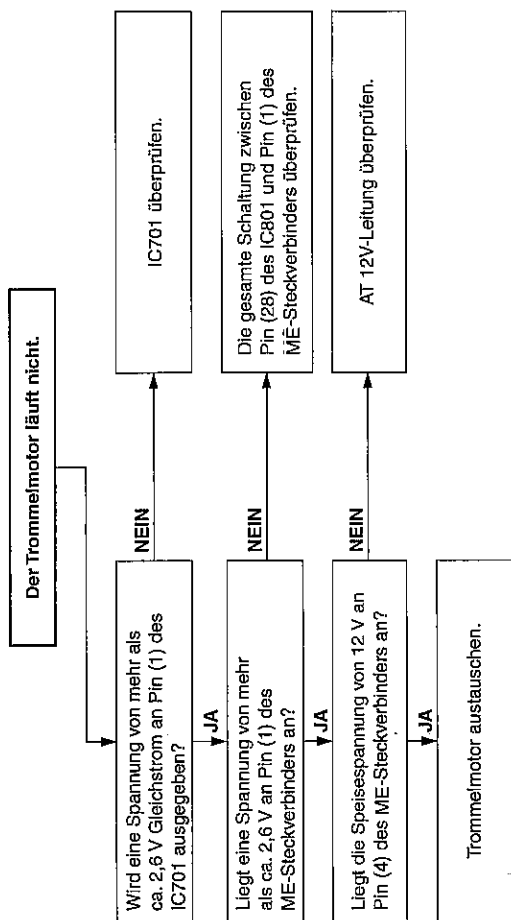 Der Trommelmotor läuft nicht.
Wird eine Spannung von mehr als
ca. 2,6 V Gleichstrom an Pin (1) des
IC701 ausgegeben?
NEIN
IC701 überprüfen.
JA
Liegt eine Spannung von mehr
als ca. 2,6 V an Pin (1) des
ME-Steckverbinders an?
NEIN
Die gesamte Schaltung zwischen
Pin (28) des IC801 und Pin (1) des
ME-Steckverbinders überprüfen.
JA
Liegt die Speisespannung von 12 V an
Pin (4) des ME-Steckverbinders an?
NEIN
AT 12V-Leitung überprüfen.
JA
Trommelmotor austauschen.